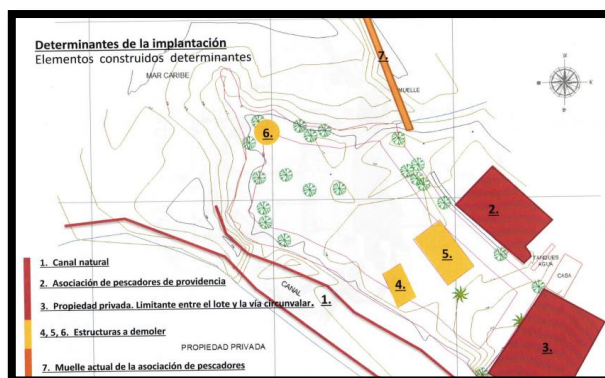 Determinantes de la implantación
Elementos construidos determinantes
MAR CARIBE
7.
MUELLE
6.
2.
TANQUES
AGUA
CASA
5.
4.
1. Canal natural
2. Asociación de pescadores de providencia
3. Propiedad privada. Limitante entre el lote y la vía circunvalar.
CANAL
1.
4, 5, 6. Estructuras a demoler
3.
PROPIEDAD PRIVADA
7. Muelle actual de la asociación de pescadores